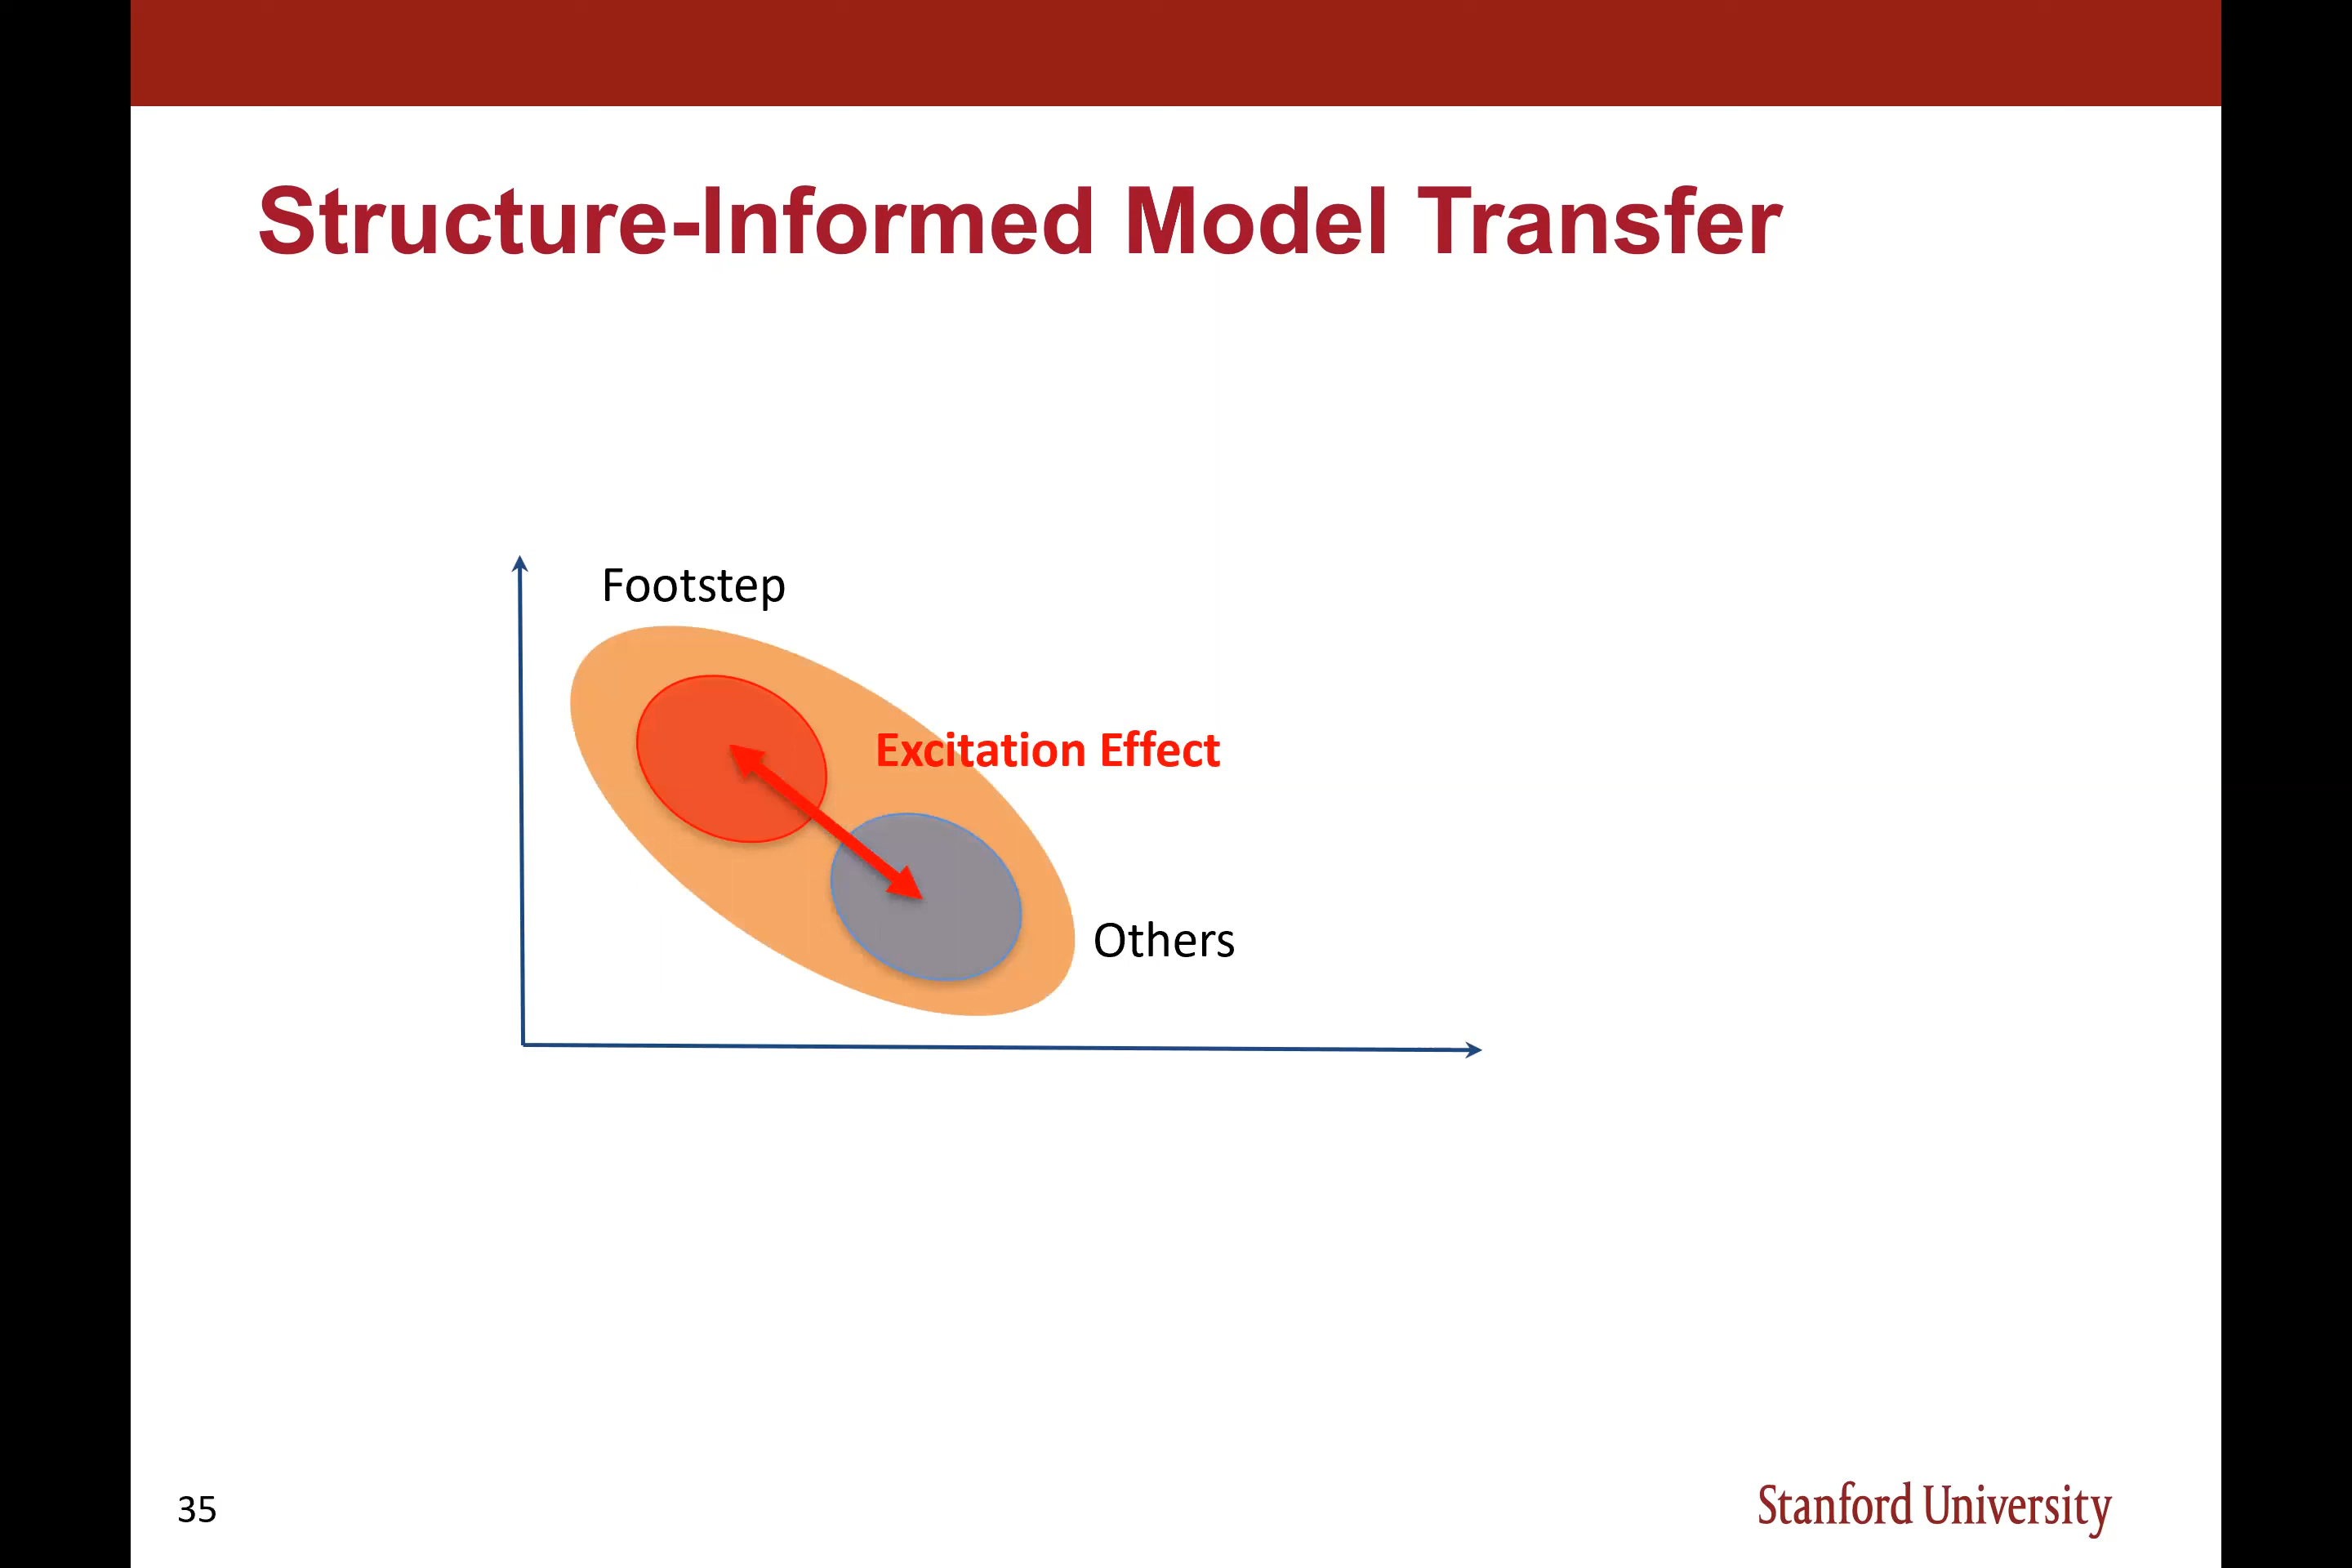 Structure-Informed Model Transfer
Footstep
Excitation Effect
Others
35
Stanford University